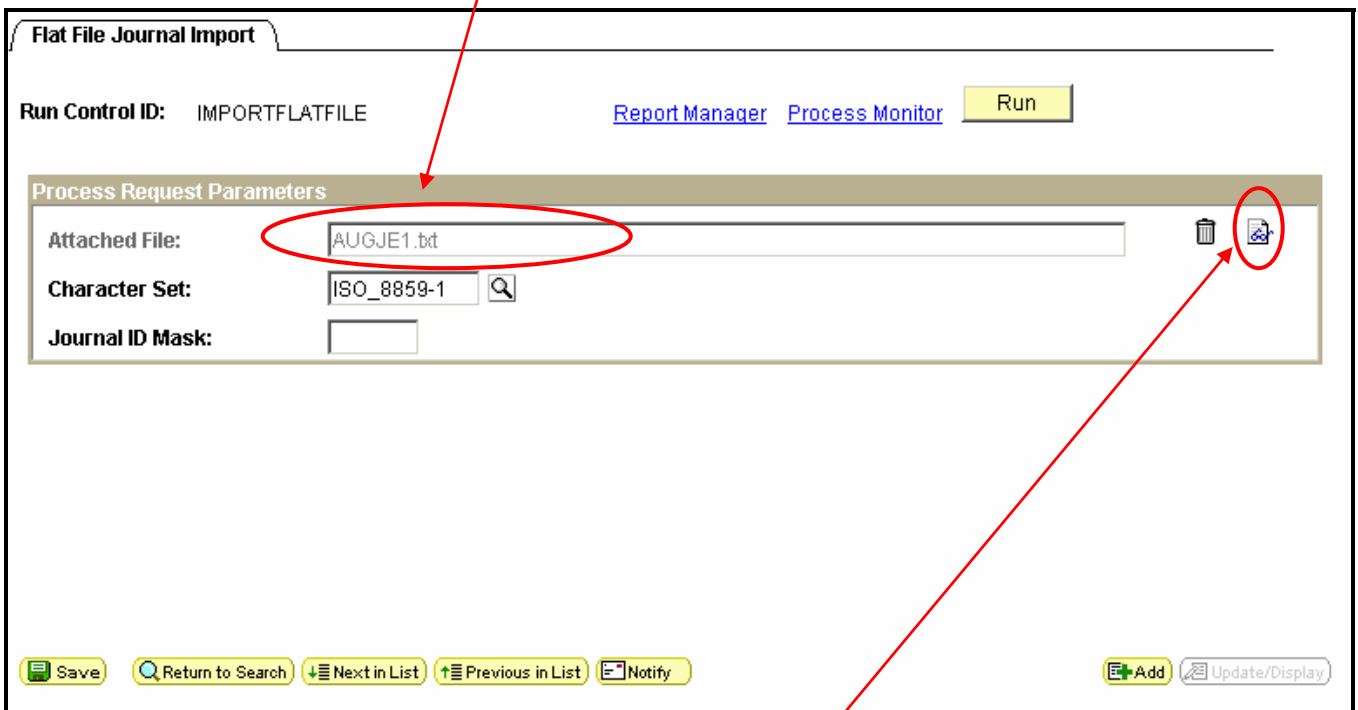 Flat File Journal Import
Run Control ID: IMPORTFLATFILE Report Manager Process Monitor Run
Process Request Parameters
Attached File: AUGJE1.txt
Character Set: ISO_8859-1
Journal ID Mask:
Save Return to Search Next in List Previous in List Notify Add Update/Display